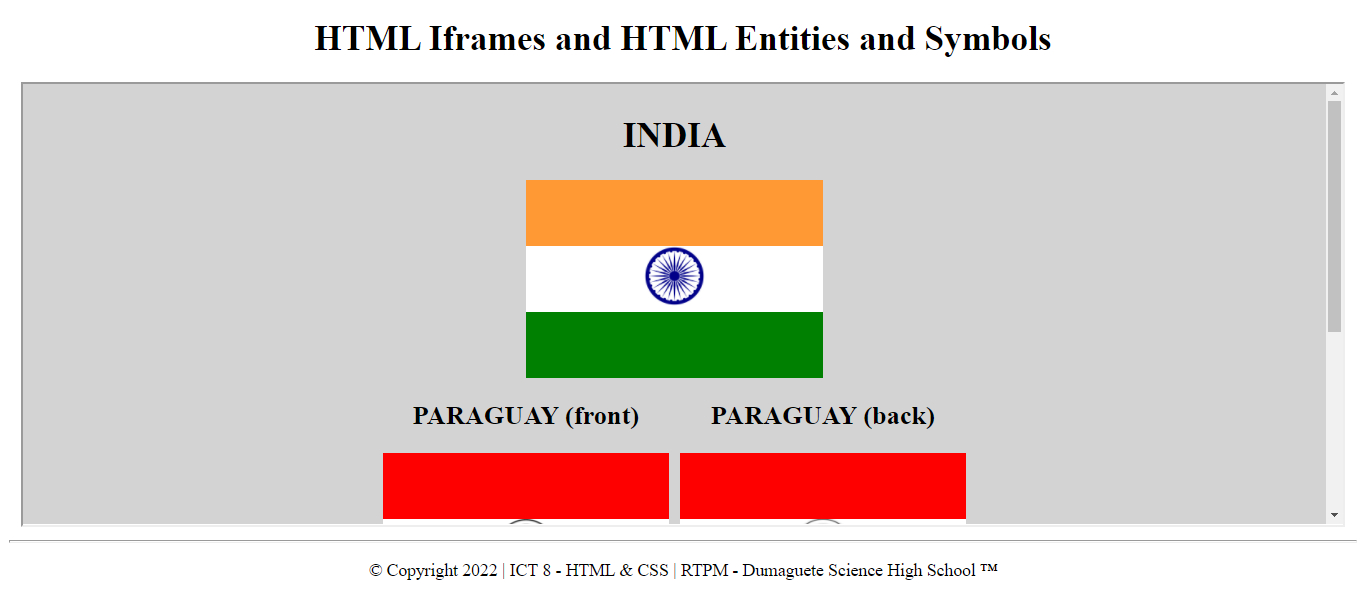 HTML Iframes and HTML Entities and Symbols
INDIA
PARAGUAY (front) PARAGUAY (back)
© Copyright 2022 | ICT 8 - HTML & CSS | RTPM - Dumaguete Science High School ™